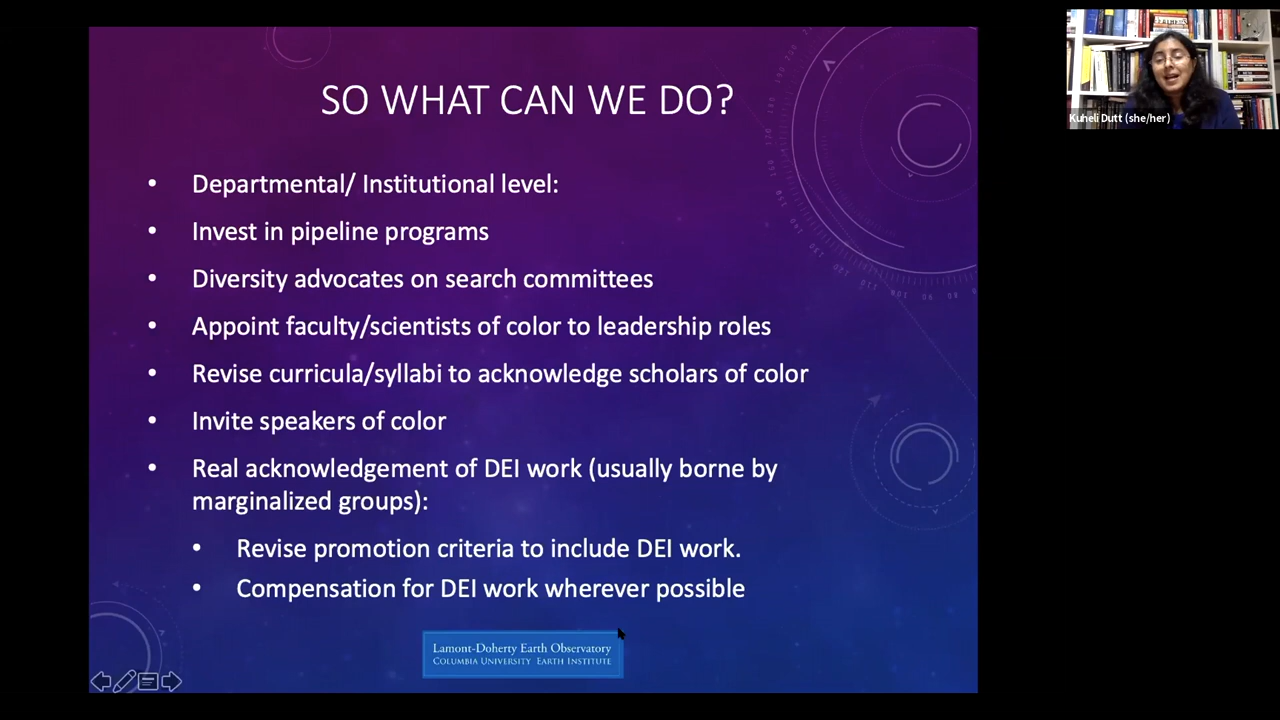 SO WHAT CAN WE DO?
Departmental/ Institutional level:
Invest in pipeline programs
Diversity advocates on search committees
Appoint faculty/scientists of color to leadership roles
Revise curricula/syllabi to acknowledge scholars of color
Invite speakers of color
Real acknowledgement of DEI work (usually borne by
marginalized groups):
Revise promotion criteria to include DEI work.
Compensation for DEI work wherever possible
Lamont-Doherty Earth Observatory
COLUMBIA UNIVERSITY EARTH INSTITUTE
Kuheli Dutt (she/her)